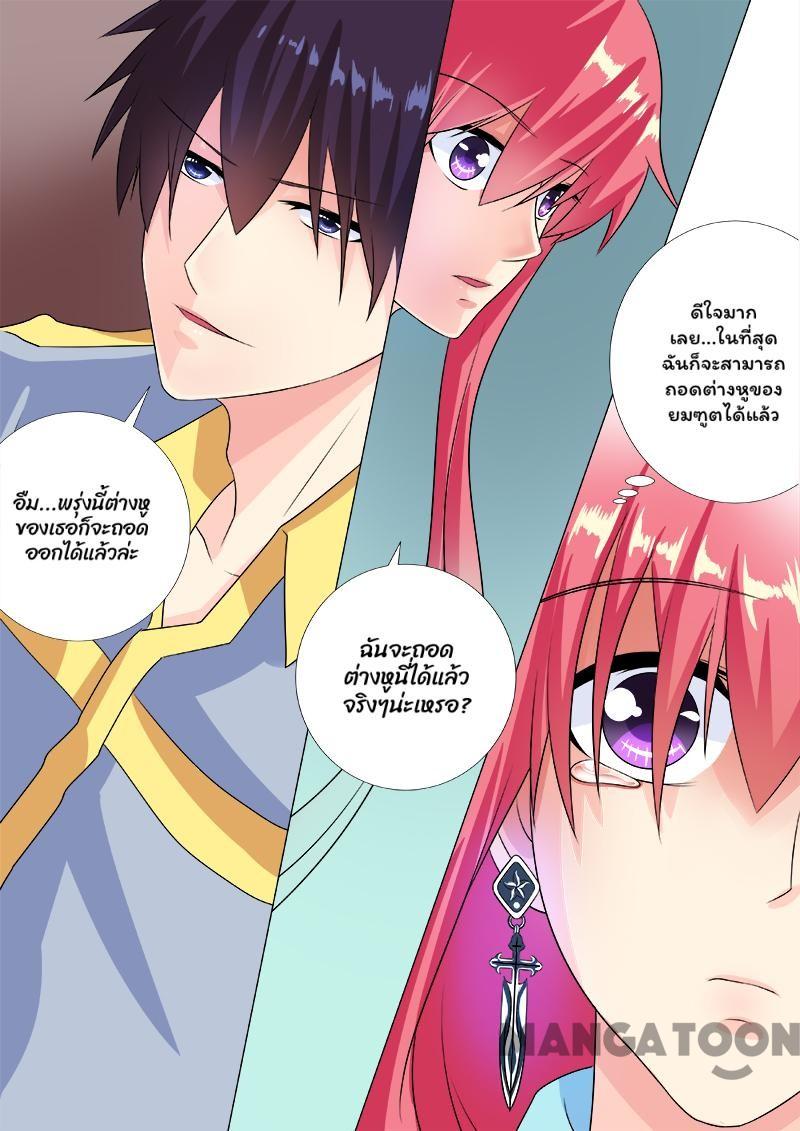 อืม...พรุ่งนี้ต่างหู
ของเธอก็จะถอด
ออกได้แล้วล่ะ
ฉันจะถอด
ต่างหูนี่ได้แล้ว
จริงๆน่ะเหรอ?
ดีใจมาก
เลย...ในที่สุด
ฉันก็จะสามารถ
ถอดต่างหูของ
ยมฑูตได้แล้ว
MANGATOON